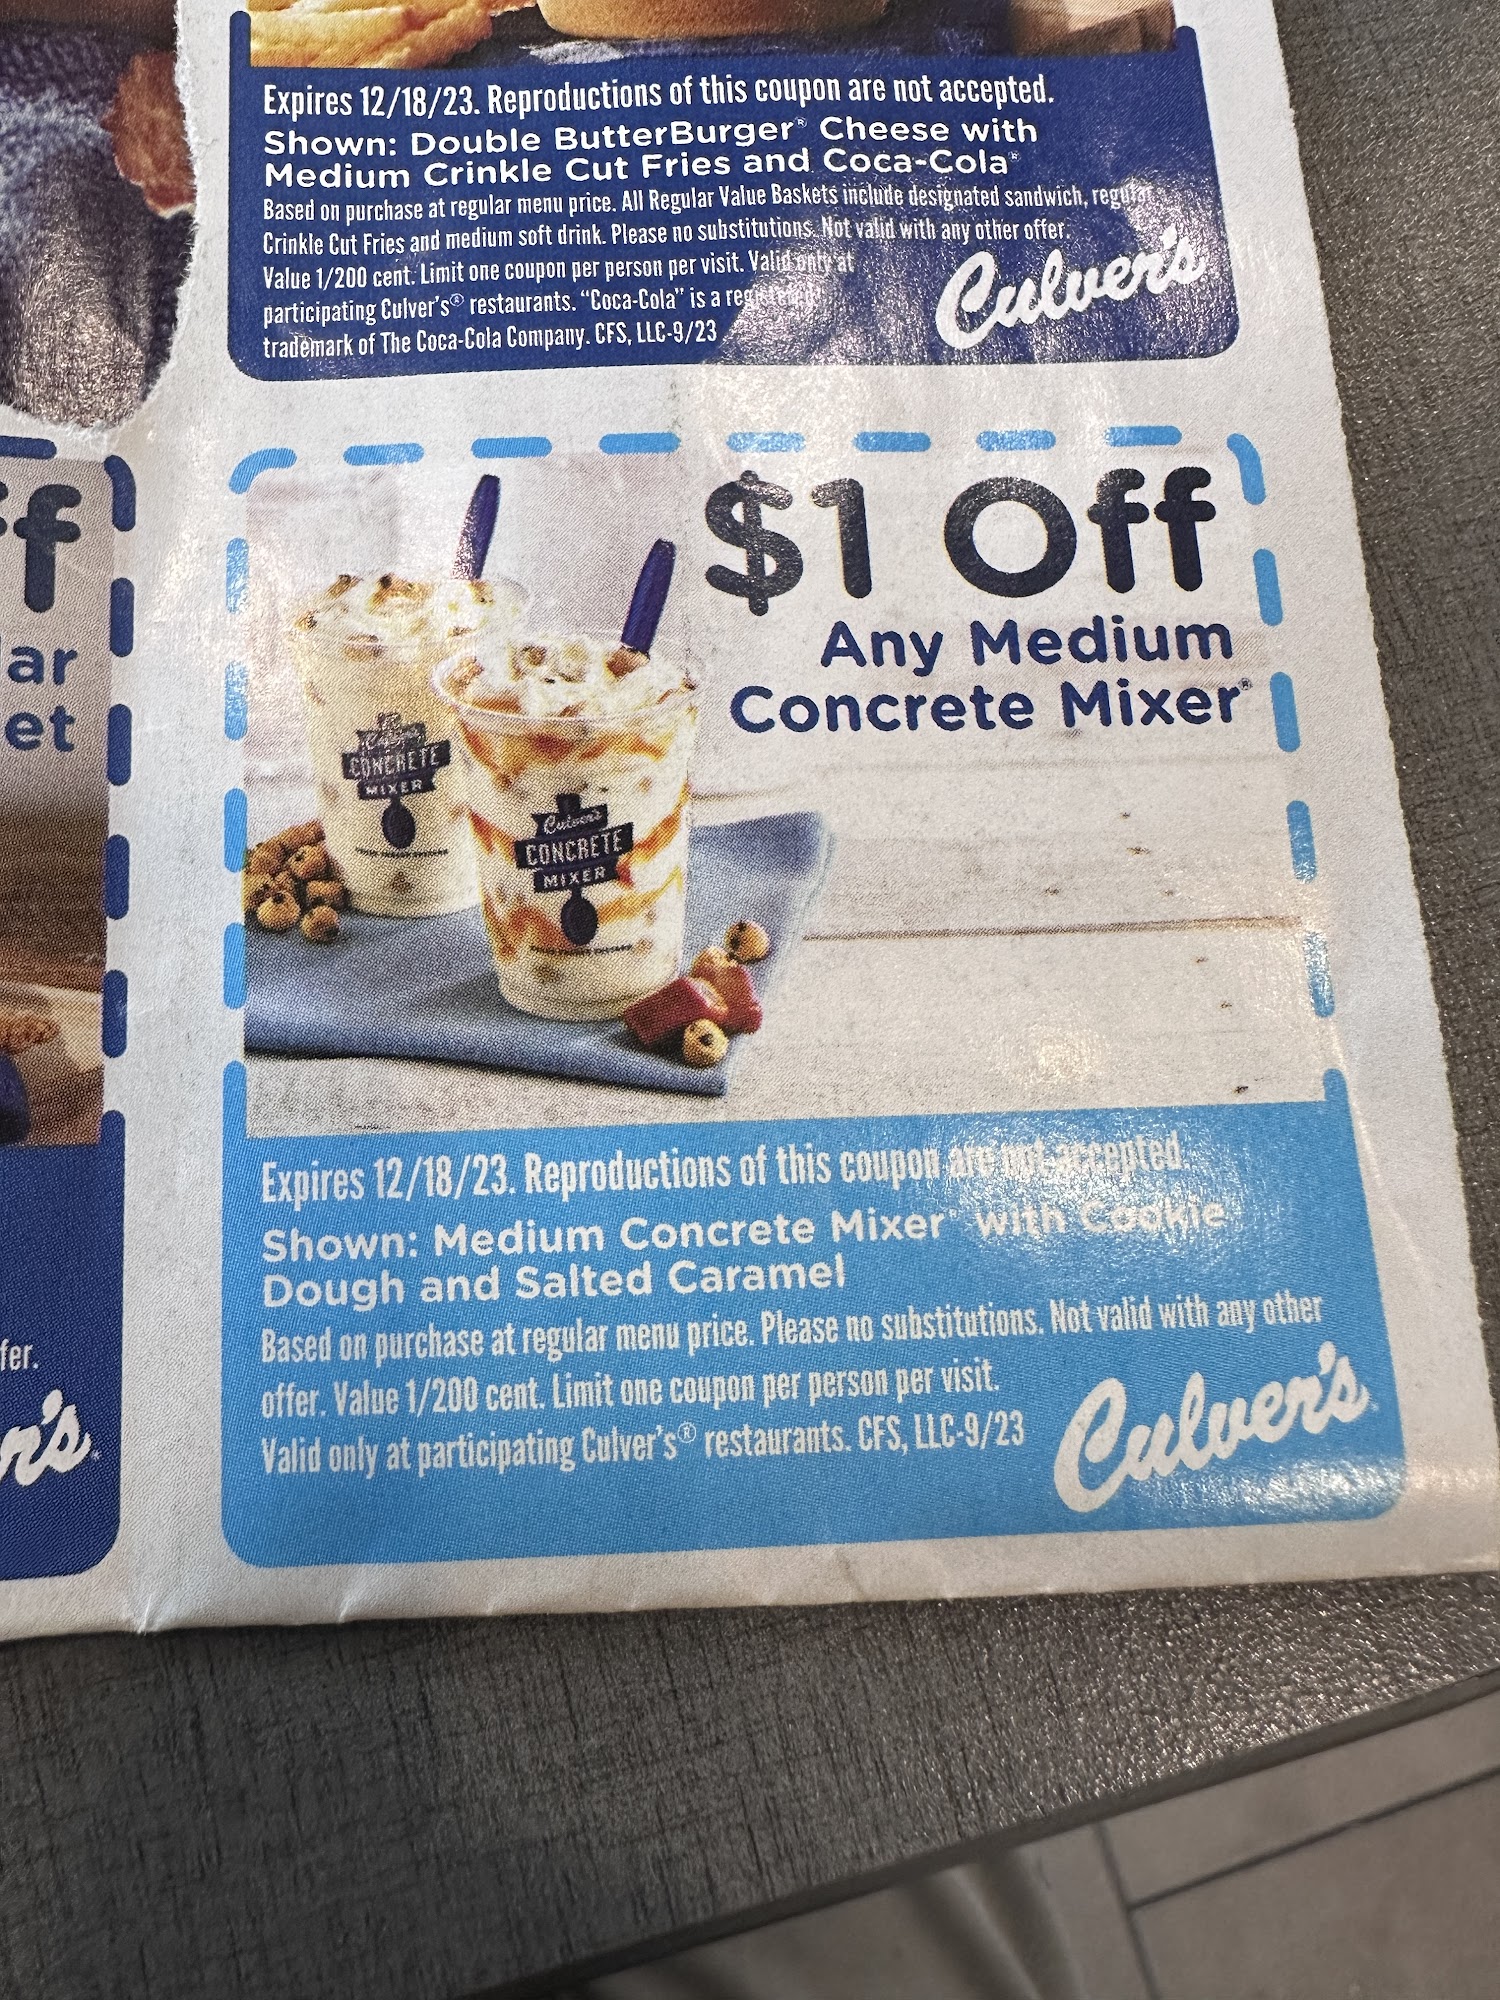 Expires 12/18/23. Reproductions of this coupon are not accepted.
Shown: Double ButterBurger® Cheese with
Medium Crinkle Cut Fries and Coca-Cola®
Based on purchase at regular menu price. All Regular Value Baskets include designated sandwich, regular
Crinkle Cut Fries and medium soft drink. Please no substitutions. Not valid with any other offer.
Value 1/200 cent. Limit one coupon per person per visit. Valid only at
participating Culver's® restaurants. "Coca-Cola" is a registered
trademark of The Coca-Cola Company. CFS, LLC-9/23
Culver's
ff
lar
et
fer.
r's
$1 Off
Any Medium
Concrete Mixer®
CONCRETE
MIXER
Culver's
CONCRETE
MIXER
Expires 12/18/23. Reproductions of this coupon are not accepted.
Shown: Medium Concrete Mixer® with Cookie
Dough and Salted Caramel
Based on purchase at regular menu price. Please no substitutions. Not valid with any other
offer. Value 1/200 cent. Limit one coupon per person per visit.
Valid only at participating Culver's® restaurants. CFS, LLC-9/23
Culver's